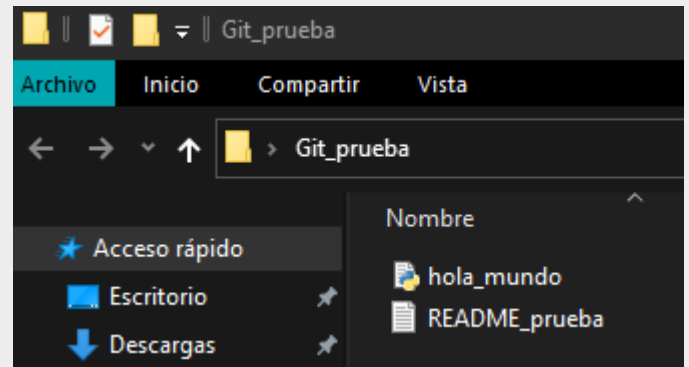 Git_prueba
Archivo Inicio Compartir Vista
Git_prueba
Nombre
Acceso rápido
hola_mundo
Escritorio
README_prueba
Descargas